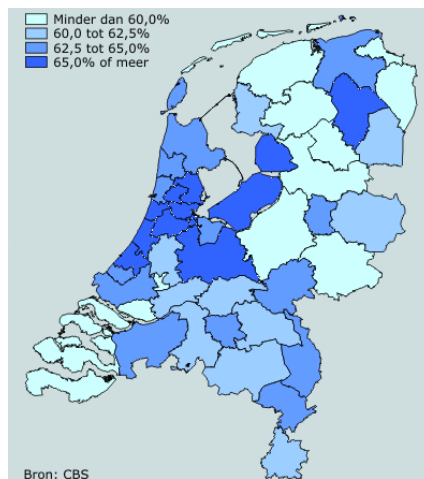 Minder dan 60,0%
60,0 tot 62,5%
62,5 tot 65,0%
65,0% of meer
Bron: CBS